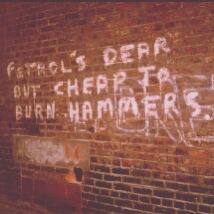 PETROL'S DEAR
BUT CHEAP TO
BURN HAMMERS.